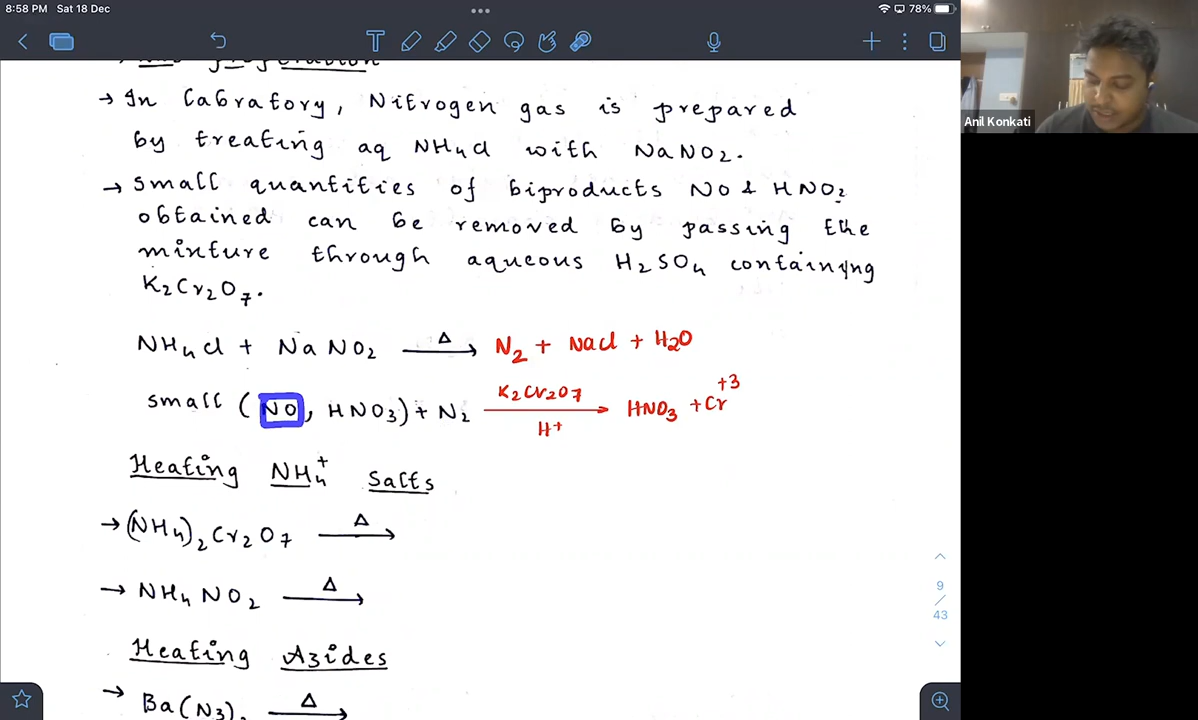 8:58 PM Sat 18 Dec
78%
→ In Labratory, Nitrogen gas is prepared
by treating aq NH4Cl with NaNO2.
→ Small quantities of biproducts NO & HNO2
obtained can be removed by passing the
minture through aqueous H2SO4 containing
K2Cr2O7.
NH4Cl + NaNO2 —Δ→ N2 + NaCl + H2O
small (NO, HNO3) + N2 —K2Cr2O7/H+→ HNO3 + Cr+3
Heating NH4+ Salts
→ (NH4)2Cr2O7 —Δ→
→ NH4NO2 —Δ→
Heating Azides
→ Ba(N3)2 —Δ→
9
/
43
Anil Konkati